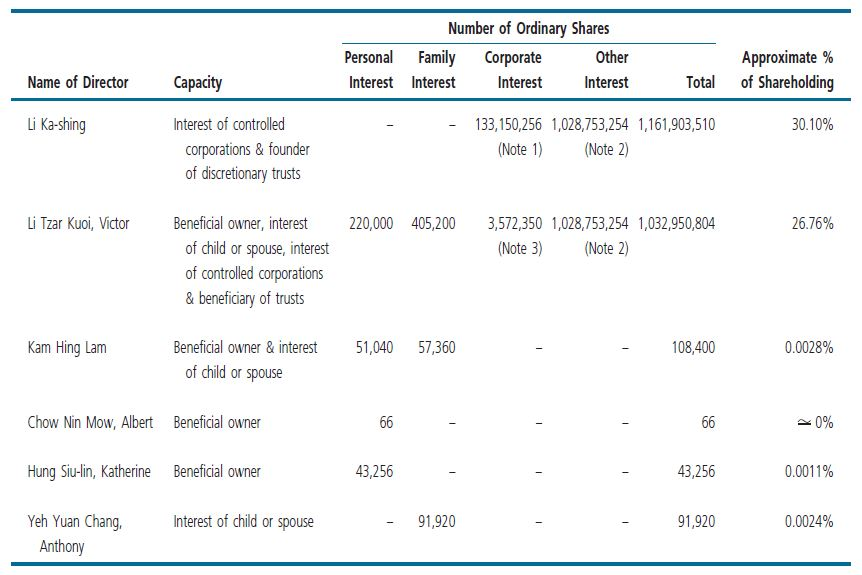 Number of Ordinary Shares
Personal Family Corporate Other Approximate %
Name of Director Capacity Interest Interest Interest Interest Total of Shareholding
Li Ka-shing Interest of controlled – – 133,150,256 1,028,753,254 1,161,903,510 30.10%
corporations & founder (Note 1) (Note 2)
of discretionary trusts
Li Tzar Kuoi, Victor Beneficial owner, interest 220,000 405,200 3,572,350 1,028,753,254 1,032,950,804 26.76%
of child or spouse, interest (Note 3) (Note 2)
of controlled corporations
& beneficiary of trusts
Kam Hing Lam Beneficial owner & interest 51,040 57,360 – – 108,400 0.0028%
of child or spouse
Chow Nin Mow, Albert Beneficial owner 66 – – – 66 ≃ 0%
Hung Siu-lin, Katherine Beneficial owner 43,256 – – – 43,256 0.0011%
Yeh Yuan Chang, Interest of child or spouse – 91,920 – – 91,920 0.0024%
Anthony